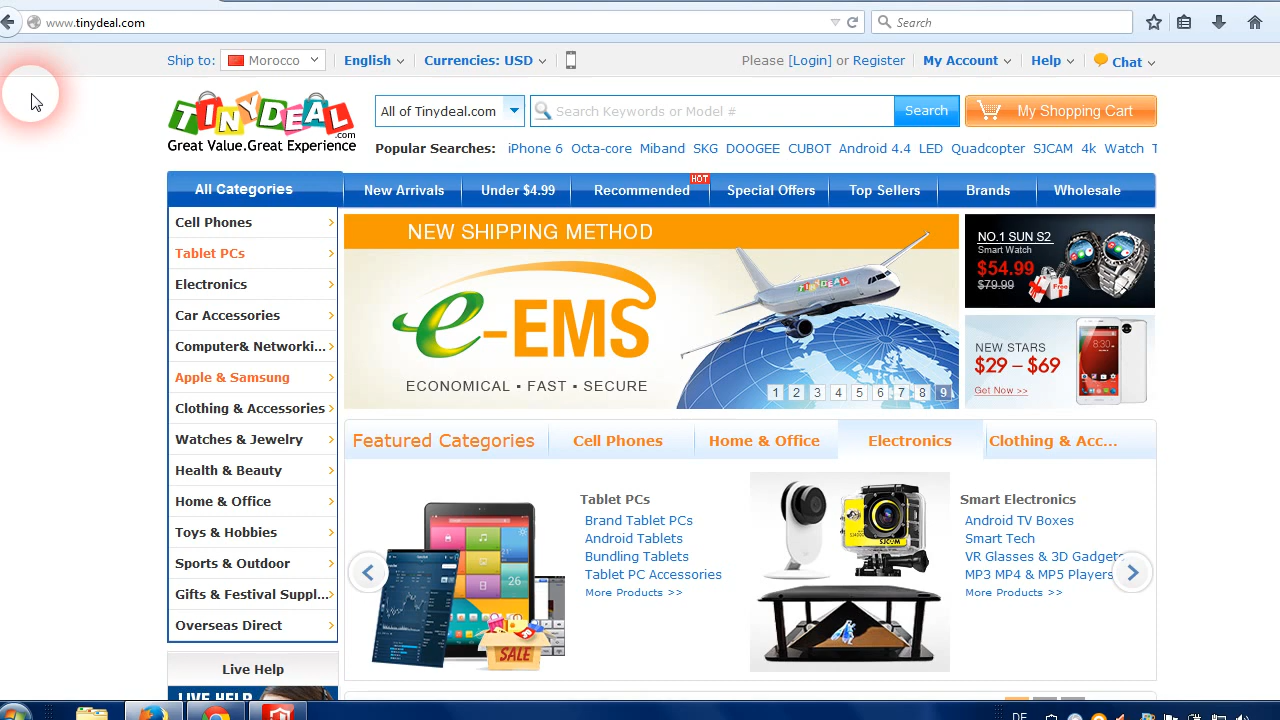 www.tinydeal.com
Search
Ship to: Morocco English Currencies: USD Please [Login] or Register My Account Help Chat
TINYDEAL
.com
Great Value.Great Experience
All of Tinydeal.com Search Keywords or Model # Search My Shopping Cart
Popular Searches: iPhone 6 Octa-core Miband SKG DOOGEE CUBOT Android 4.4 LED Quadcopter SJCAM 4k Watch T
All Categories New Arrivals Under $4.99 Recommended HOT Special Offers Top Sellers Brands Wholesale
Cell Phones
Tablet PCs
Electronics
Car Accessories
Computer& Networki...
Apple & Samsung
Clothing & Accessories
Watches & Jewelry
Health & Beauty
Home & Office
Toys & Hobbies
Sports & Outdoor
Gifts & Festival Suppl...
Overseas Direct
Live Help
LIVE HELP
NEW SHIPPING METHOD
TINYDEAL
e-EMS
ECONOMICAL • FAST • SECURE
1 2 3 4 5 6 7 8 9
NO.1 SUN S2
Smart Watch
$54.99
$79.99
Free
NEW STARS
$29 – $69
Get Now >>
8:30
Featured Categories Cell Phones Home & Office Electronics Clothing & Acc...
Tablet PCs
Brand Tablet PCs
Android Tablets
Bundling Tablets
Tablet PC Accessories
More Products >>
26
SALE
SJCAM
Smart Electronics
Android TV Boxes
Smart Tech
VR Glasses & 3D Gadgets
MP3 MP4 & MP5 Players
More Products >>
DE